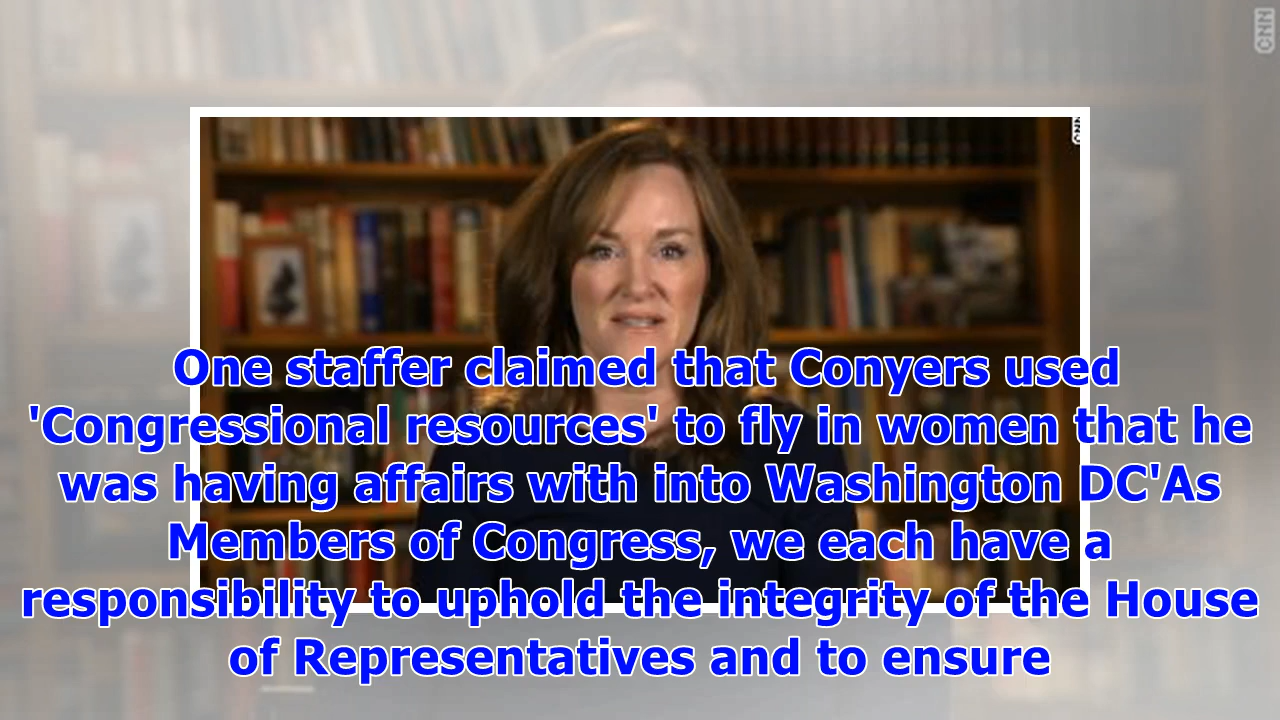 CNN
CN
One staffer claimed that Conyers used
'Congressional resources' to fly in women that he
was having affairs with into Washington DC'As
Members of Congress, we each have a
responsibility to uphold the integrity of the House
of Representatives and to ensure